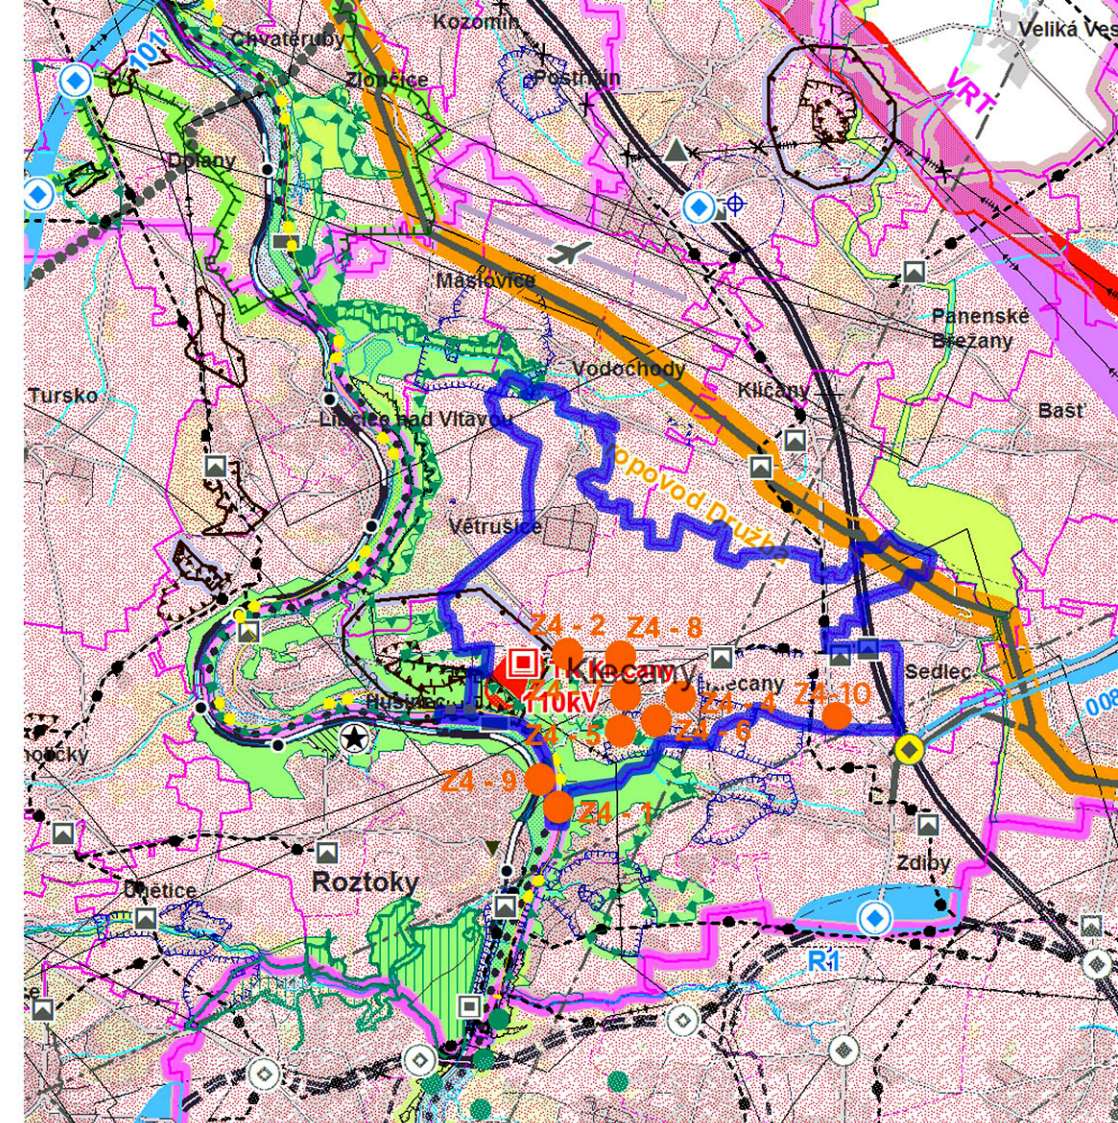 Kozomín
Veliká Ves
Chvatěruby
101
Zlončice
Postřižín
VRT
Dolany
Máslovice
Panenské
Břežany
Vodochody
Klíčany
Tursko
Bašť
Libčice nad Vltavou
ropovod Družba
Větrušice
Z4 - 2
Z4 - 8
Klecany
Sedlec
110kV
Z4 - 4
Z4-10
Husinec
Z4 - 5
Z4 - 6
Z4 - 9
Z4 - 1
Zdiby
Roztoky
Únětice
R1